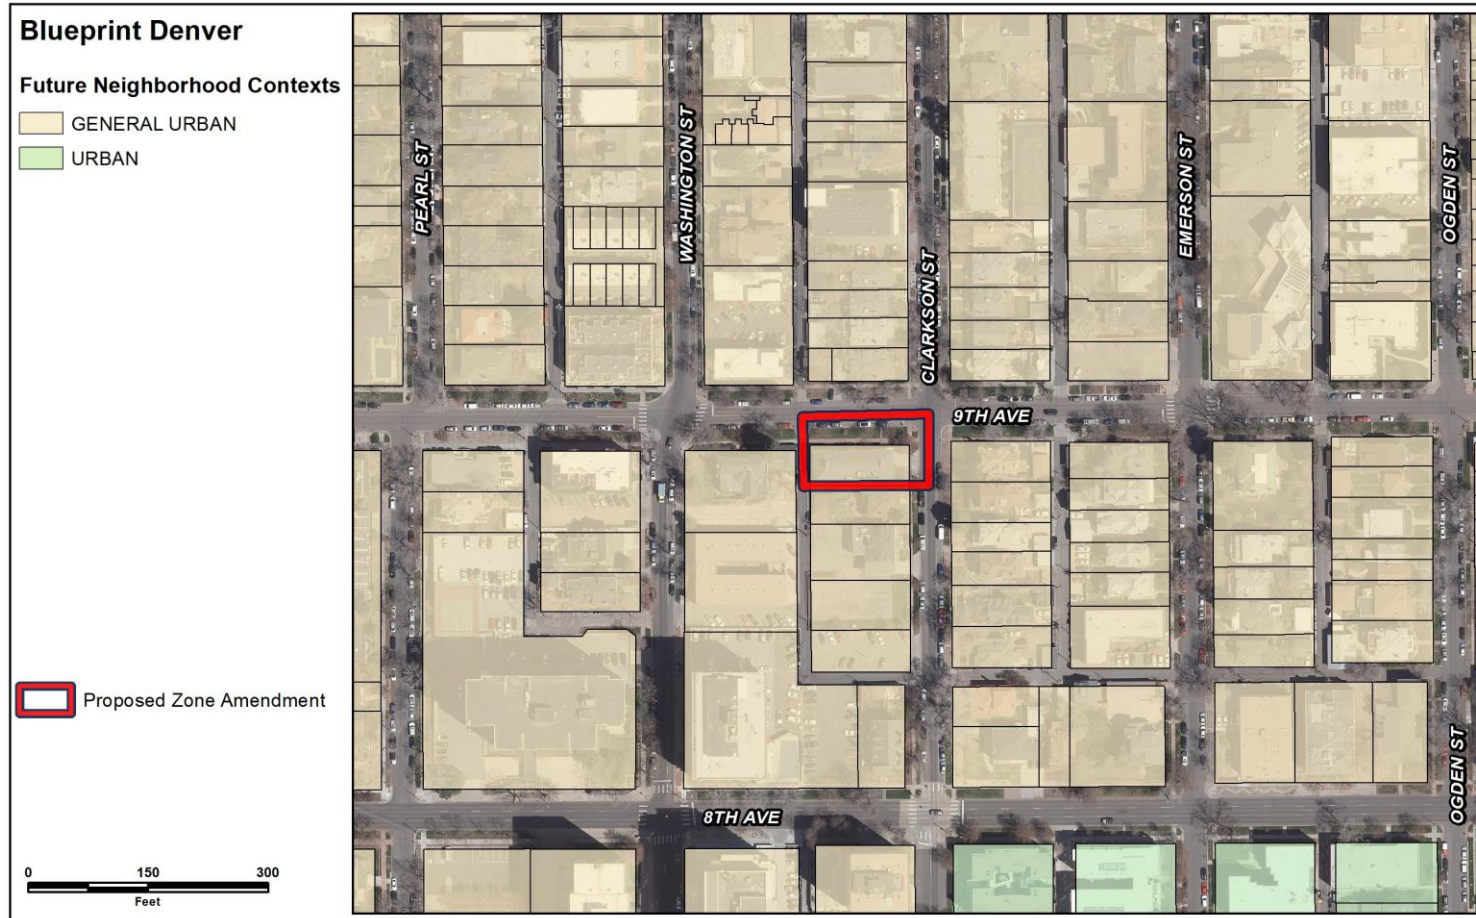 Blueprint Denver
Future Neighborhood Contexts
GENERAL URBAN
URBAN
Proposed Zone Amendment
0 150 300
Feet
PEARL ST
WASHINGTON ST
CLARKSON ST
EMERSON ST
OGDEN ST
9TH AVE
8TH AVE
OGDEN ST